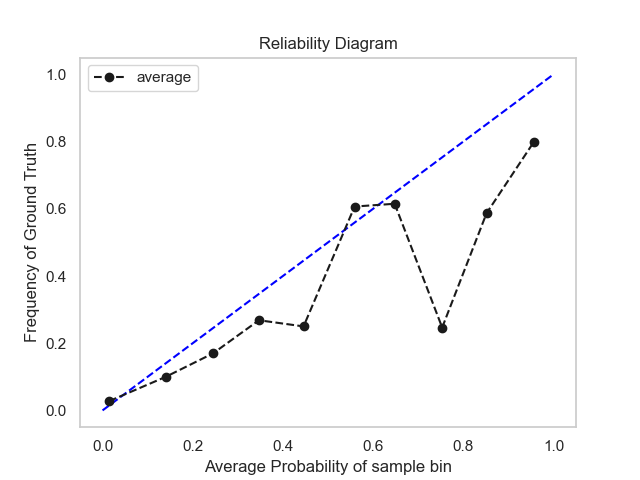 Reliability Diagram
average
Frequency of Ground Truth
1.0
0.8
0.6
0.4
0.2
0.0
0.0 0.2 0.4 0.6 0.8 1.0
Average Probability of sample bin